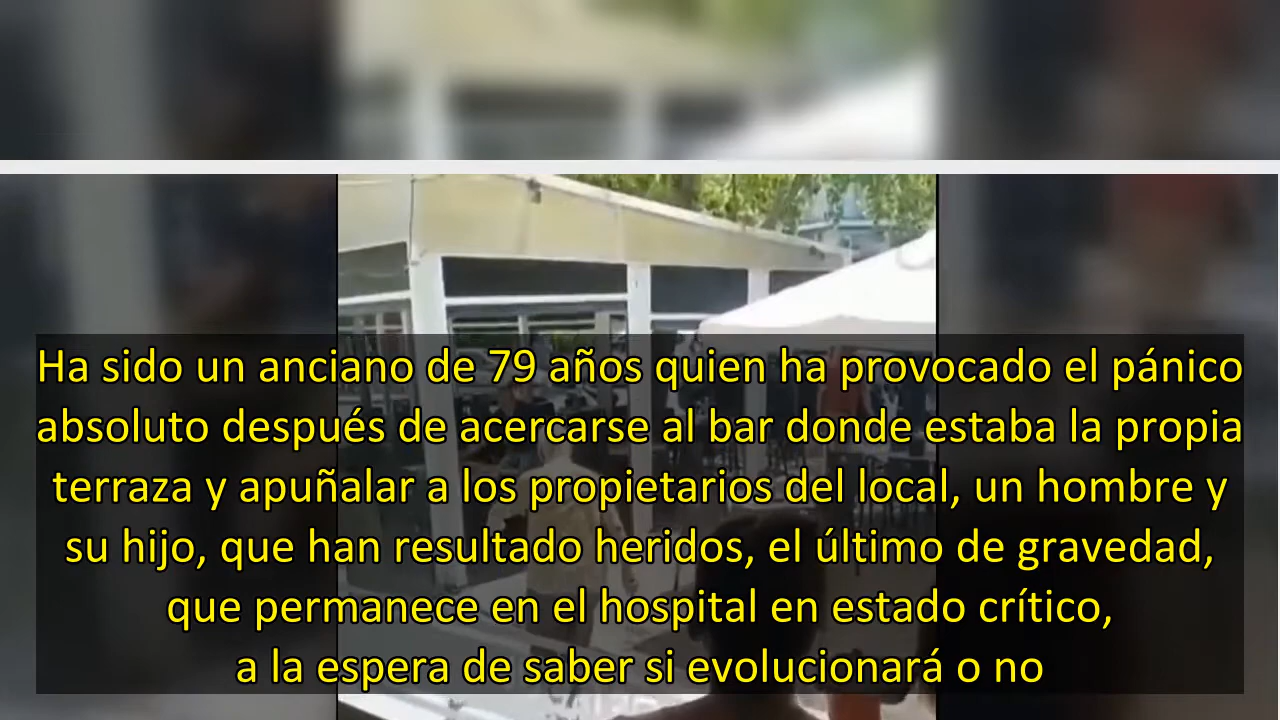 Ha sido un anciano de 79 años quien ha provocado el pánico
absoluto después de acercarse al bar donde estaba la propia
terraza y apuñalar a los propietarios del local, un hombre y
su hijo, que han resultado heridos, el último de gravedad,
que permanece en el hospital en estado crítico,
a la espera de saber si evolucionará o no